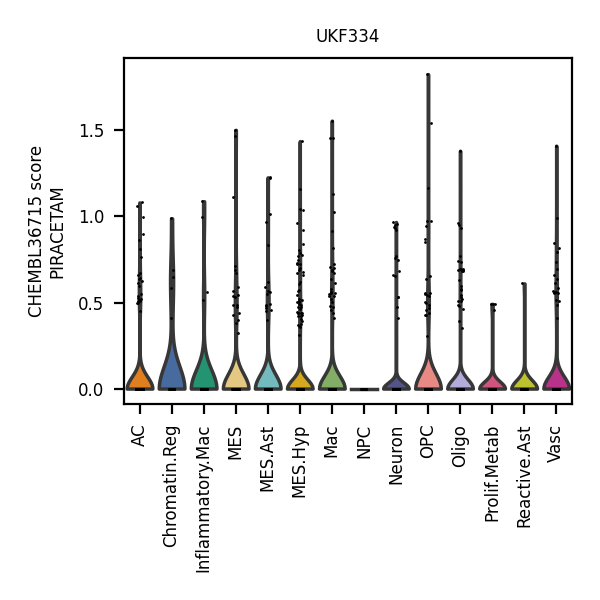 UKF334
CHEMBL36715 score
PIRACETAM
1.5
1.0
0.5
0.0
AC
Chromatin.Reg
Inflammatory.Mac
MES
MES.Ast
MES.Hyp
Mac
NPC
Neuron
OPC
Oligo
Prolif.Metab
Reactive.Ast
Vasc